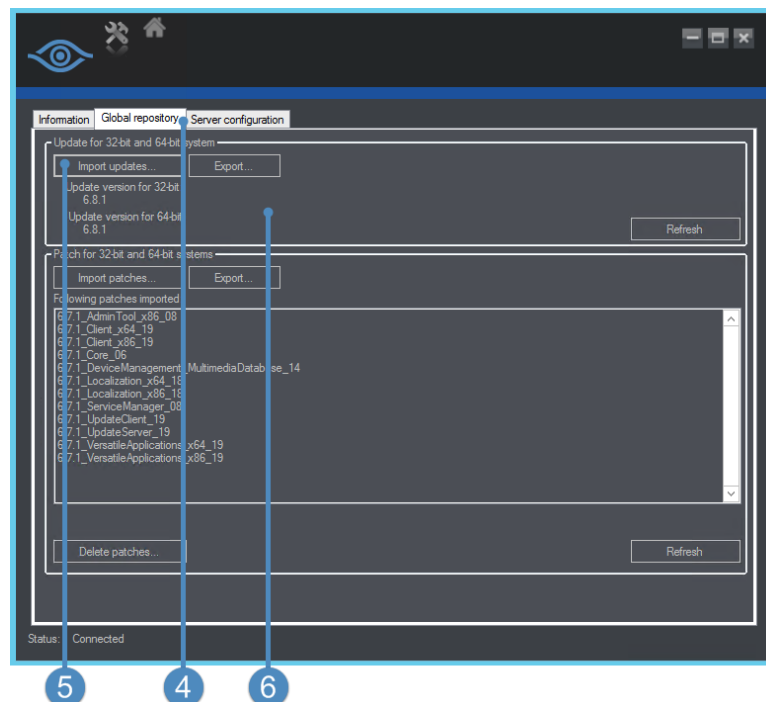 Information Global repository Server configuration
Update for 32-bit and 64-bit system
Import updates... Export...
Update version for 32-bit
6.8.1
Update version for 64-bit
6.8.1
Refresh
Patch for 32-bit and 64-bit systems
Import patches... Export...
Following patches imported
6.7.1_AdminTool_x86_08
6.7.1_Client_x64_19
6.7.1_Client_x86_19
6.7.1_Core_06
6.7.1_DeviceManagement_MultimediaDatabase_14
6.7.1_Localization_x64_18
6.7.1_Localization_x86_18
6.7.1_ServiceManager_08
6.7.1_UpdateClient_19
6.7.1_UpdateServer_19
6.7.1_VersatileApplications_x64_19
6.7.1_VersatileApplications_x86_19
Delete patches... Refresh
Status: Connected
5 4 6